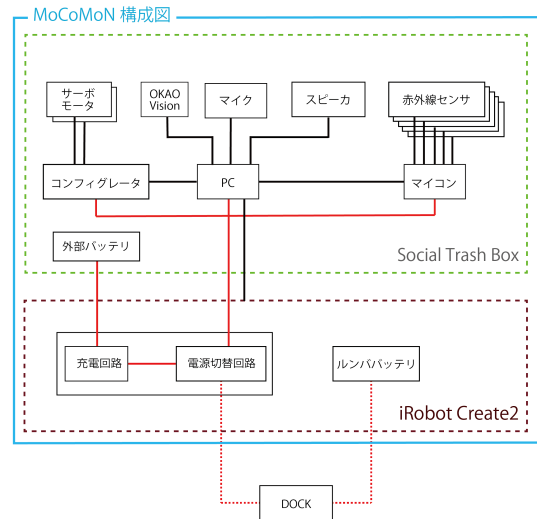 MoCoMoN 構成図
サーボ
モータ
OKAO
Vision
マイク
スピーカ
赤外線センサ
コンフィグレータ
PC
マイコン
外部バッテリ
Social Trash Box
充電回路
電源切替回路
ルンババッテリ
iRobot Create2
DOCK